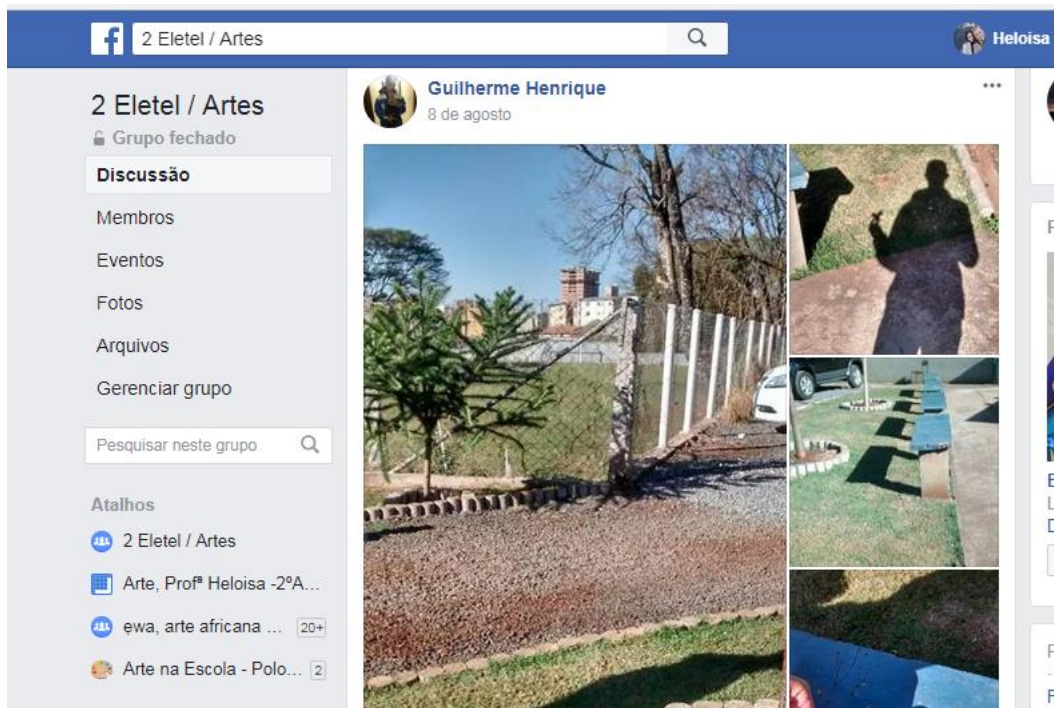 f
2 Eletel / Artes
Heloisa
2 Eletel / Artes
Grupo fechado
Discussão
Membros
Eventos
Fotos
Arquivos
Gerenciar grupo
Pesquisar neste grupo
Atalhos
2 Eletel / Artes
Arte, Profª Heloisa -2ºA...
ẹwa, arte africana ... 20+
Arte na Escola - Polo... 2
Guilherme Henrique
8 de agosto